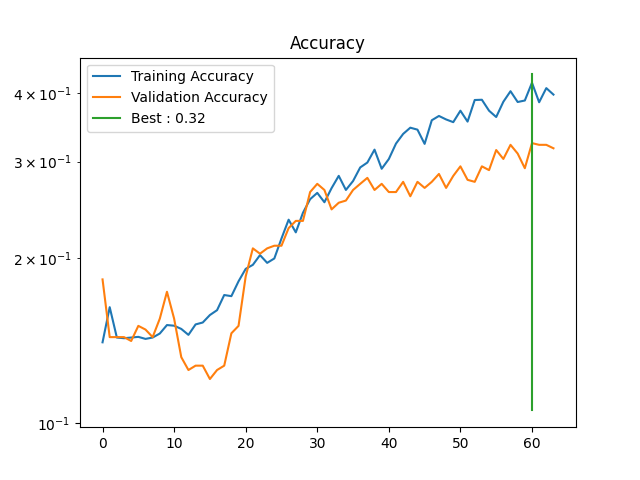 Accuracy
Training Accuracy
Validation Accuracy
Best : 0.32
4 × 10⁻¹
3 × 10⁻¹
2 × 10⁻¹
10⁻¹
0 10 20 30 40 50 60